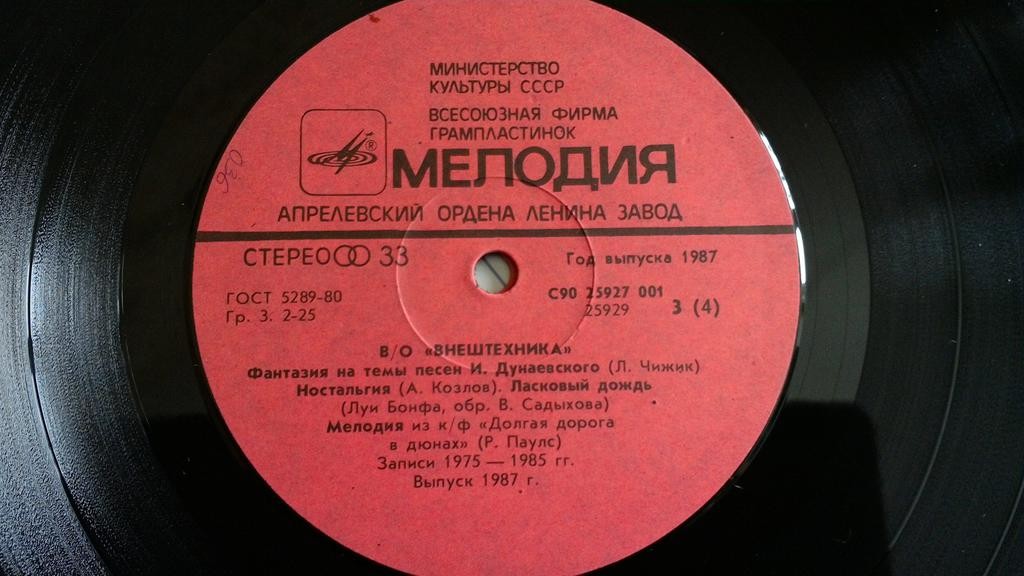 МИНИСТЕРСТВО
КУЛЬТУРЫ СССР
ВСЕСОЮЗНАЯ ФИРМА
ГРАМПЛАСТИНОК
®
МЕЛОДИЯ
АПРЕЛЕВСКИЙ ОРДЕНА ЛЕНИНА ЗАВОД
СТЕРЕО 33
Год выпуска 1987
ГОСТ 5289-80
Гр. 3. 2-25
С90 25927 001
25929 3 (4)
В/О «ВНЕШТЕХНИКА»
Фантазия на темы песен И. Дунаевского (Л. Чижик)
Ностальгия (А. Козлов). Ласковый дождь
(Луи Бонфа, обр. В. Садыхова)
Мелодия из к/ф «Долгая дорога
в дюнах» (Р. Паулс)
Записи 1975 — 1985 гг.
Выпуск 1987 г.